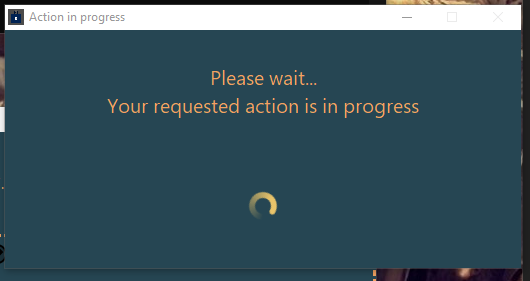 Action in progress
Please wait...
Your requested action is in progress